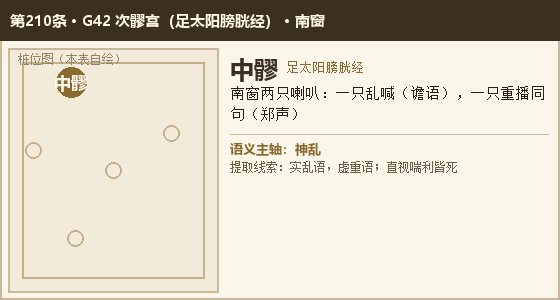 第210条·G42 次髎宫（足太阳膀胱经）·南窗
桩位图（本表自绘）
中髎
中髎 足太阳膀胱经
南窗两只喇叭：一只乱喊（谵语），一只重播同
句（郑声）
语义主轴：神乱
提取线索：实乱语，虚重语；直视喘利皆死